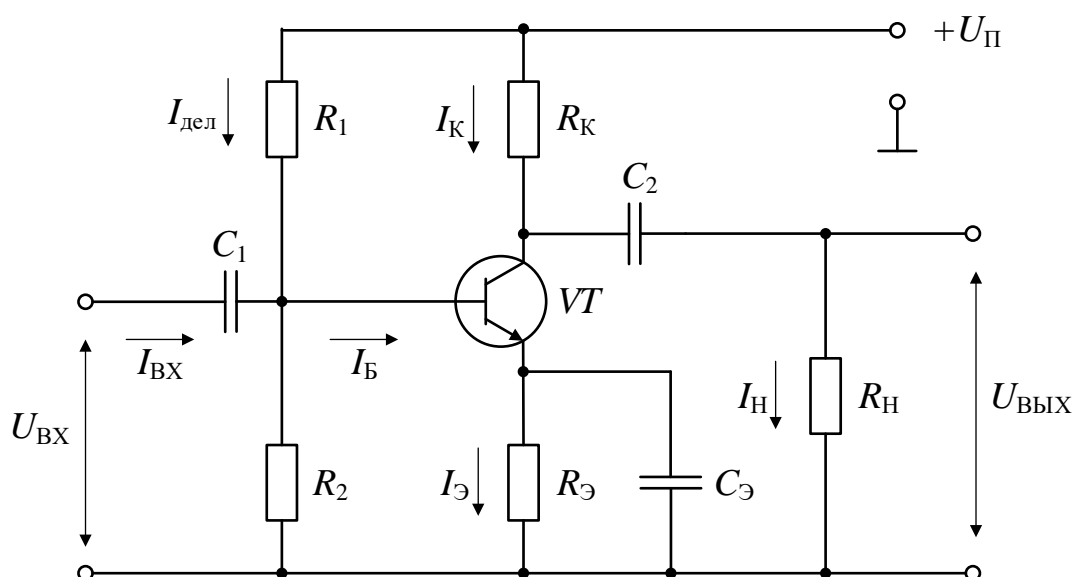 +U_П
I_дел
R_1
I_К
R_К
C_2
C_1
VT
I_ВХ
I_Б
I_Н
R_Н
U_ВЫХ
U_ВХ
R_2
I_Э
R_Э
C_Э